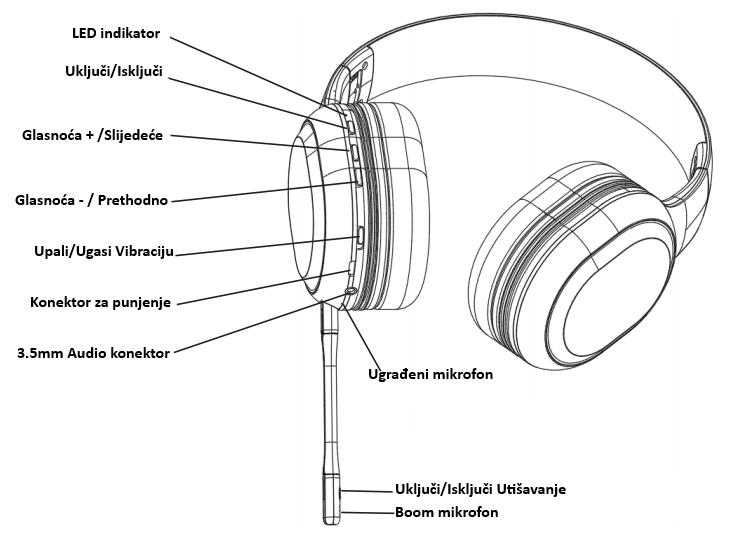 LED indikator
Uključi/Isključi
Glasnoća + /Slijedeće
Glasnoća - / Prethodno
Upali/Ugasi Vibraciju
Konektor za punjenje
3.5mm Audio konektor
Ugrađeni mikrofon
Uključi/Isključi Utišavanje
Boom mikrofon